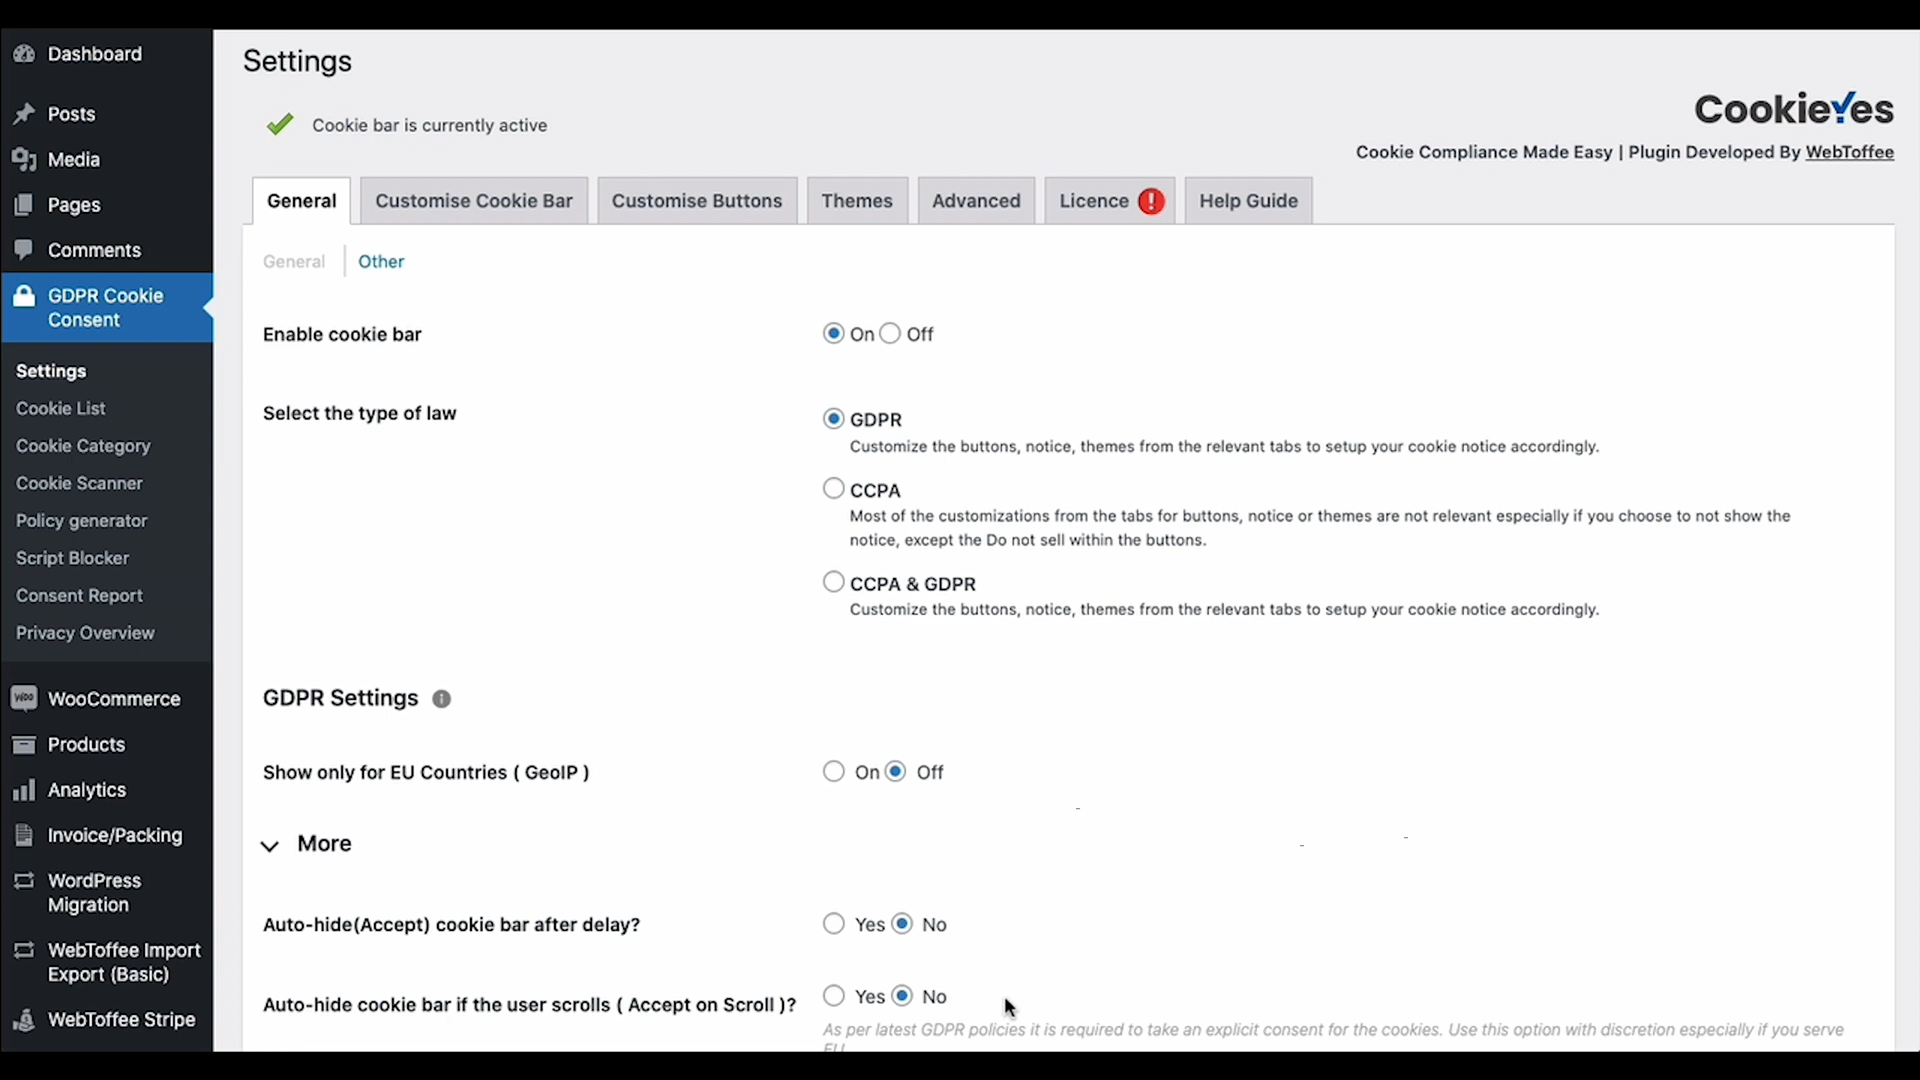 Dashboard
Posts
Media
Pages
Comments
GDPR Cookie
Consent
Settings
Cookie List
Cookie Category
Cookie Scanner
Policy generator
Script Blocker
Consent Report
Privacy Overview
WOO WooCommerce
Products
Analytics
Invoice/Packing
WordPress
Migration
WebToffee Import
Export (Basic)
WebToffee Stripe
Settings
Cookie bar is currently active
CookieYes
Cookie Compliance Made Easy | Plugin Developed By WebToffee
General Customise Cookie Bar Customise Buttons Themes Advanced Licence ! Help Guide
General Other
Enable cookie bar On Off
Select the type of law GDPR
Customize the buttons, notice, themes from the relevant tabs to setup your cookie notice accordingly.
CCPA
Most of the customizations from the tabs for buttons, notice or themes are not relevant especially if you choose to not show the
notice, except the Do not sell within the buttons.
CCPA & GDPR
Customize the buttons, notice, themes from the relevant tabs to setup your cookie notice accordingly.
GDPR Settings i
Show only for EU Countries ( GeoIP ) On Off
More
Auto-hide(Accept) cookie bar after delay? Yes No
Auto-hide cookie bar if the user scrolls ( Accept on Scroll )? Yes No
As per latest GDPR policies it is required to take an explicit consent for the cookies. Use this option with discretion especially if you serve
EU